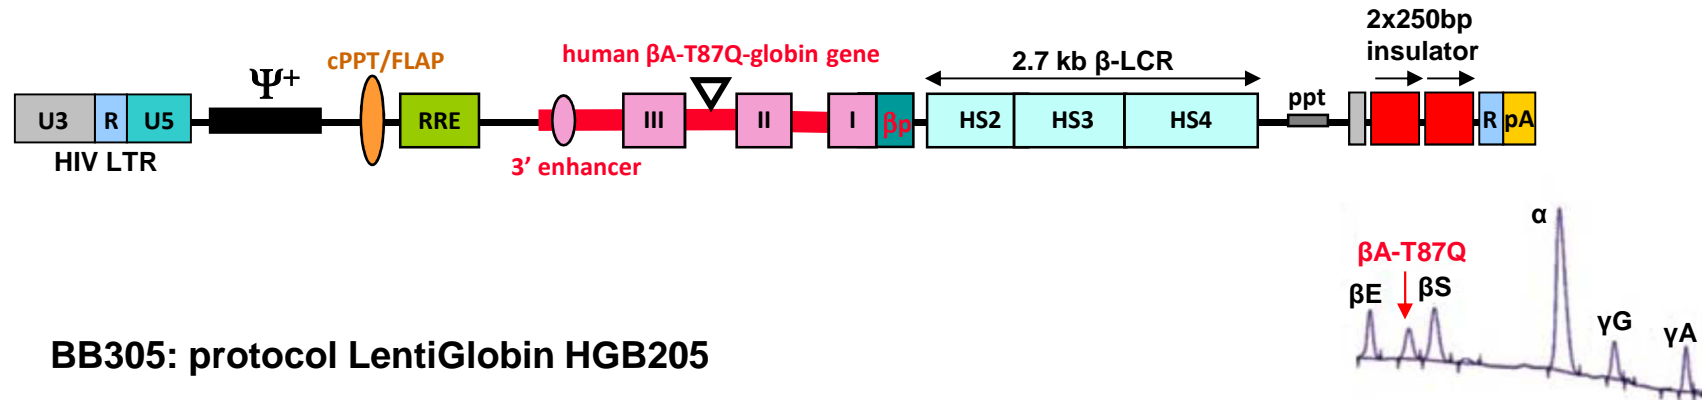 2x250bp
insulator
human βA-T87Q-globin gene
2.7 kb β-LCR
cPPT/FLAP
Ψ+
ppt
U3 R U5 RRE III II I βp HS2 HS3 HS4 R pA
HIV LTR
3’ enhancer
α
βA-T87Q
βE βS
γG γA
BB305: protocol LentiGlobin HGB205